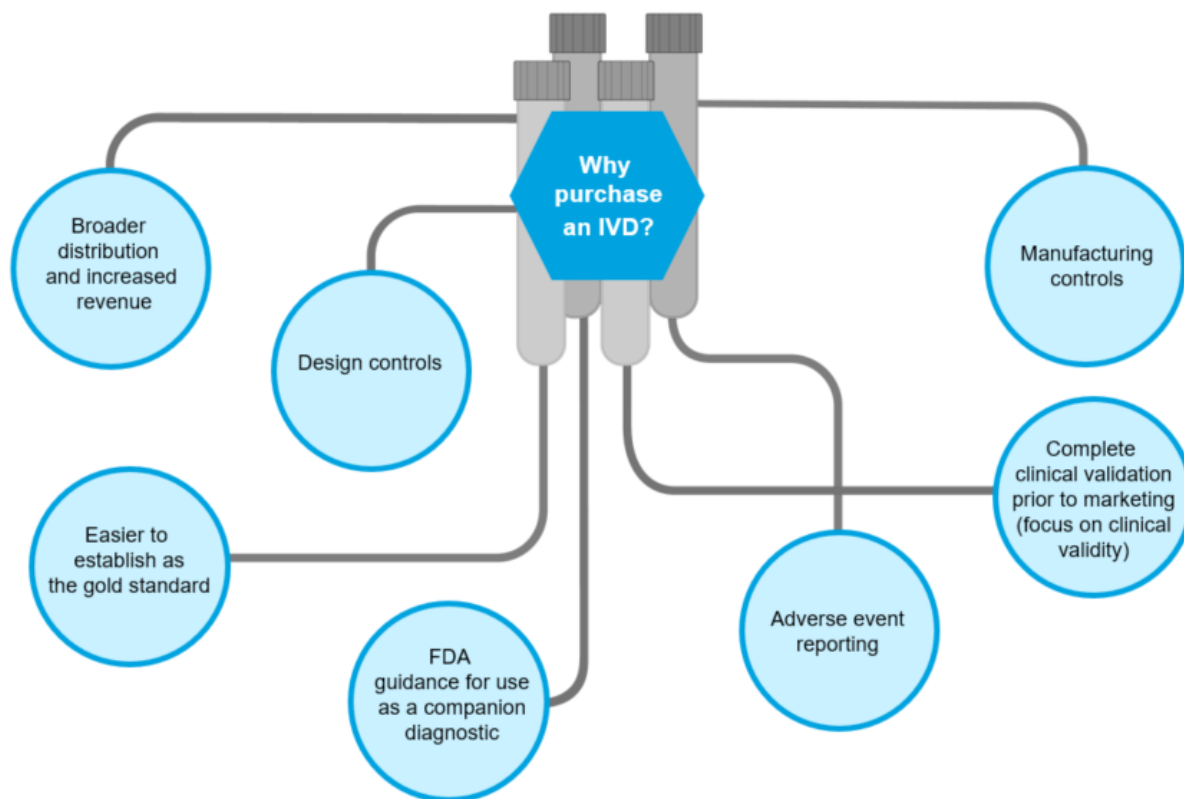 Why
purchase
an IVD?
Broader
distribution
and increased
revenue
Design controls
Easier to
establish as
the gold standard
FDA
guidance for use
as a companion
diagnostic
Manufacturing
controls
Complete
clinical validation
prior to marketing
(focus on clinical
validity)
Adverse event
reporting